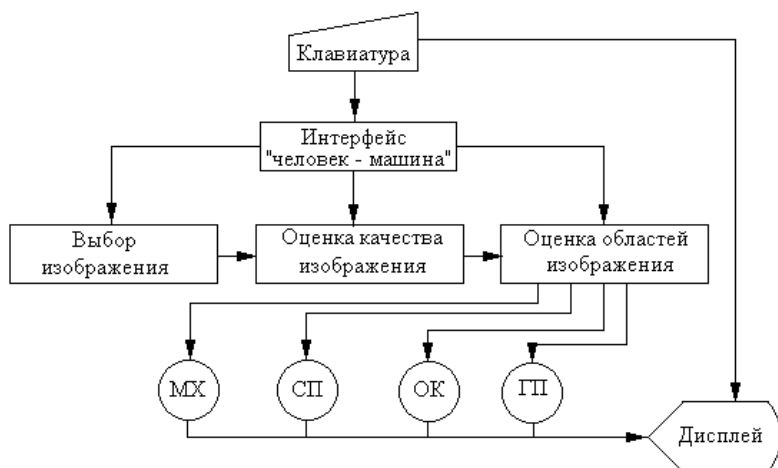 Клавиатура
Интерфейс
"человек - машина"
Выбор
изображения
Оценка качества
изображения
Оценка областей
изображения
МХ
СП
ОК
ГП
Дисплей